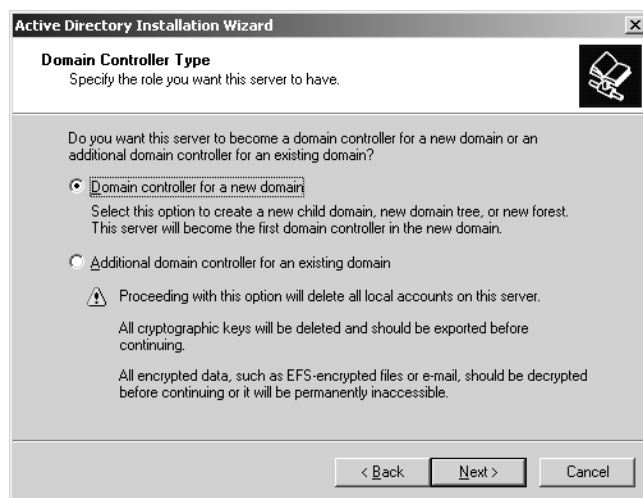 Active Directory Installation Wizard
Domain Controller Type
Specify the role you want this server to have.
Do you want this server to become a domain controller for a new domain or an
additional domain controller for an existing domain?
Domain controller for a new domain
Select this option to create a new child domain, new domain tree, or new forest.
This server will become the first domain controller in the new domain.
Additional domain controller for an existing domain
Proceeding with this option will delete all local accounts on this server.
All cryptographic keys will be deleted and should be exported before
continuing.
All encrypted data, such as EFS-encrypted files or e-mail, should be decrypted
before continuing or it will be permanently inaccessible.
< Back Next > Cancel